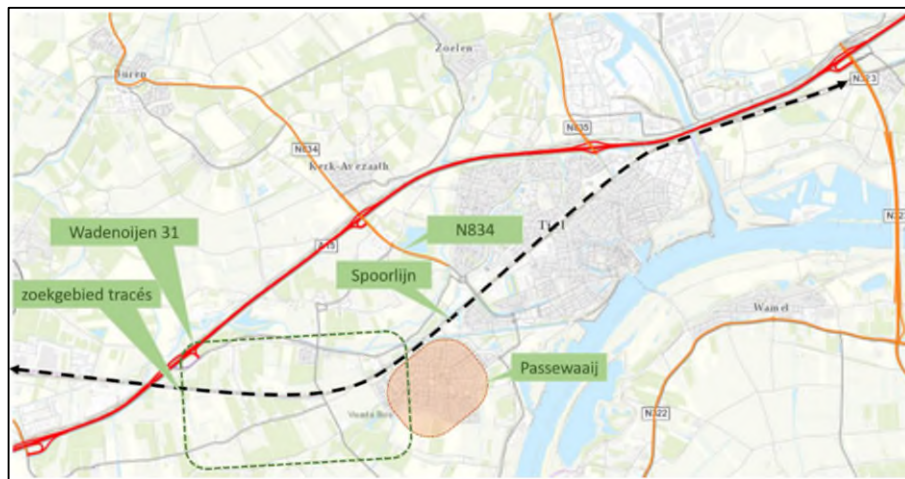 Zoelen
Buren
N323
N835
N834
Kerk-Avezaath
Wadenoijen 31
N834
Tiel
A15
Spoorlijn
zoekgebied tracés
Wamel
Passewaaij
N322